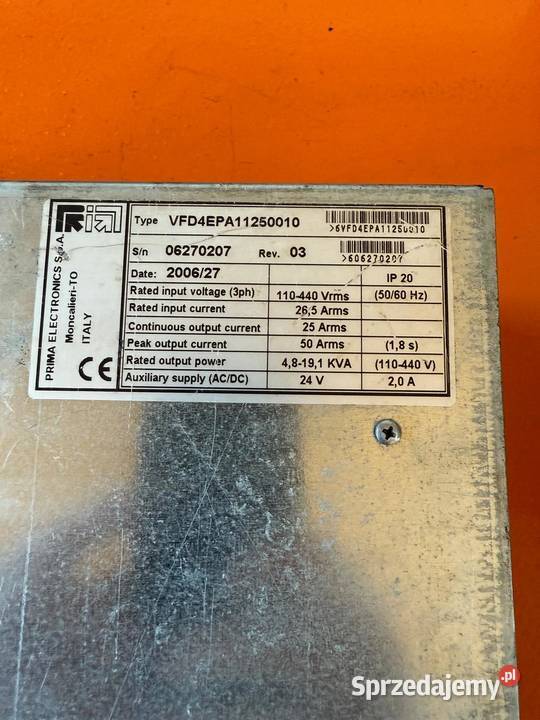 PRIMA ELECTRONICS S.p.A.
Moncalieri-TO
ITALY
CE
Type VFD4EPA11250010
>6VFD4EPA11250010
S/n 06270207 Rev. 03
>606270207
Date: 2006/27 IP 20
Rated input voltage (3ph) 110-440 Vrms (50/60 Hz)
Rated input current 26,5 Arms
Continuous output current 25 Arms
Peak output current 50 Arms (1,8 s)
Rated output power 4,8-19,1 KVA (110-440 V)
Auxiliary supply (AC/DC) 24 V 2,0 A
Sprzedajemy.pl